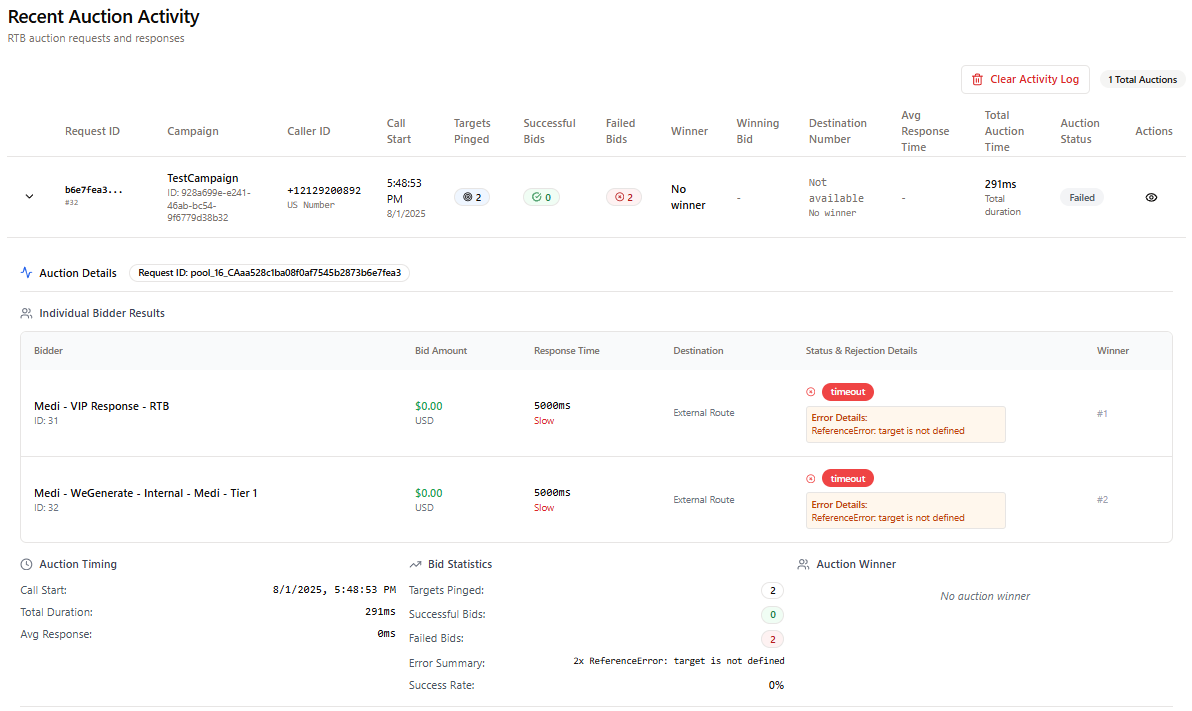 Recent Auction Activity
RTB auction requests and responses
Clear Activity Log
1 Total Auctions
Request ID
Campaign
Caller ID
Call
Start
Targets
Pinged
Successful
Bids
Failed
Bids
Winner
Winning
Bid
Destination
Number
Avg
Response
Time
Total
Auction
Time
Auction
Status
Actions
b6e7fea3...
#32
TestCampaign
ID: 928a699e-e241-
46ab-bc54-
9f6779d38b32
+12129200892
US Number
5:48:53
PM
8/1/2025
2
0
2
No
winner
-
Not
available
No winner
-
291ms
Total
duration
Failed
Auction Details
Request ID: pool_16_CAaa528c1ba08f0af7545b2873b6e7fea3
Individual Bidder Results
Bidder
Bid Amount
Response Time
Destination
Status & Rejection Details
Winner
Medi - VIP Response - RTB
ID: 31
$0.00
USD
5000ms
Slow
External Route
timeout
Error Details:
ReferenceError: target is not defined
#1
Medi - WeGenerate - Internal - Medi - Tier 1
ID: 32
$0.00
USD
5000ms
Slow
External Route
timeout
Error Details:
ReferenceError: target is not defined
#2
Auction Timing
Call Start: 8/1/2025, 5:48:53 PM
Total Duration: 291ms
Avg Response: 0ms
Bid Statistics
Targets Pinged: 2
Successful Bids: 0
Failed Bids: 2
Error Summary: 2x ReferenceError: target is not defined
Success Rate: 0%
Auction Winner
No auction winner